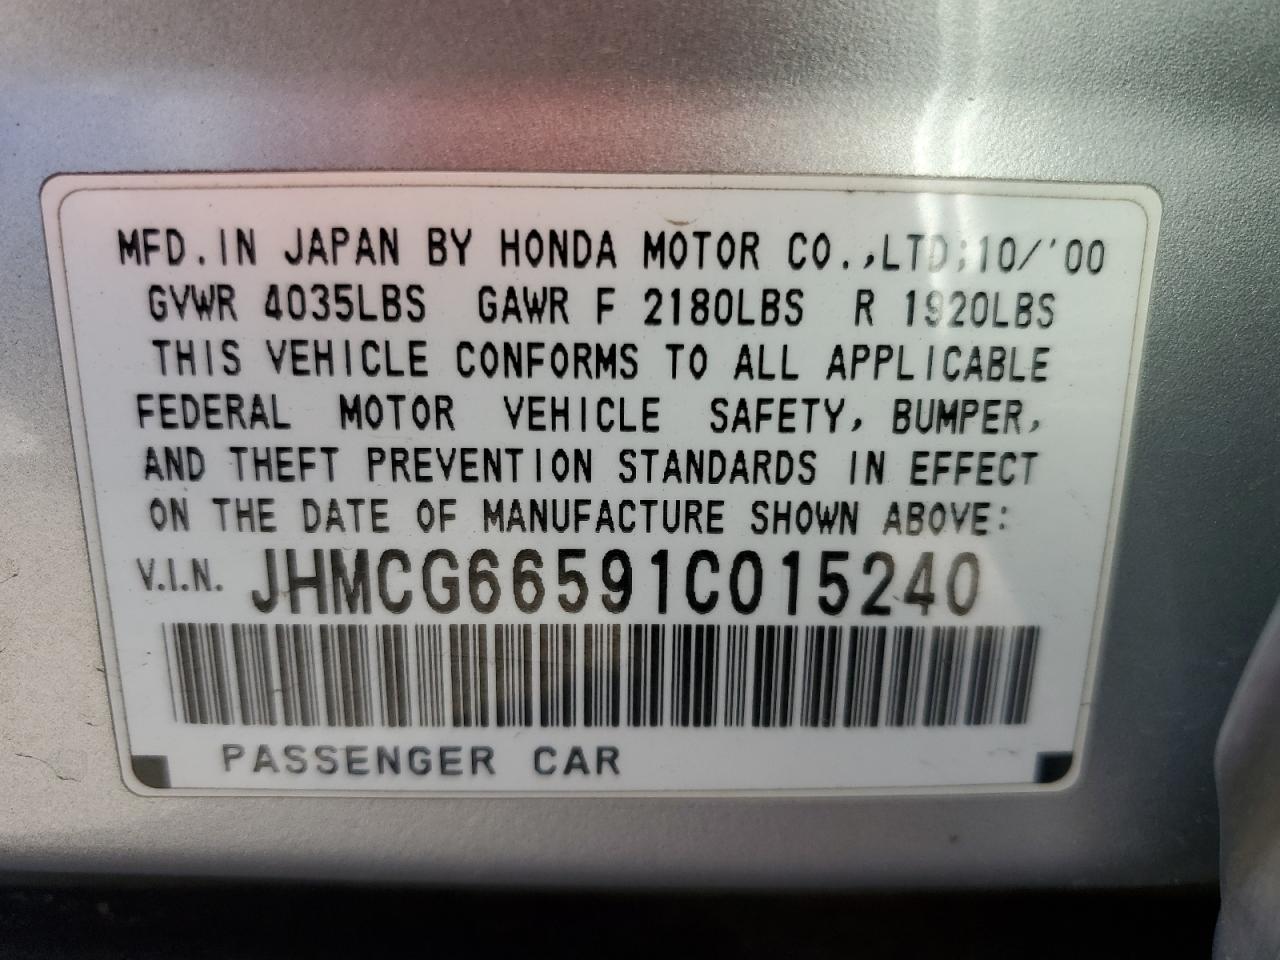 MFD. IN JAPAN BY HONDA MOTOR CO.,LTD;10/'00
GVWR 4035LBS GAWR F 2180LBS R 1920LBS
THIS VEHICLE CONFORMS TO ALL APPLICABLE
FEDERAL MOTOR VEHICLE SAFETY, BUMPER,
AND THEFT PREVENTION STANDARDS IN EFFECT
ON THE DATE OF MANUFACTURE SHOWN ABOVE:
V.I.N. JHMCG66591C015240
PASSENGER CAR